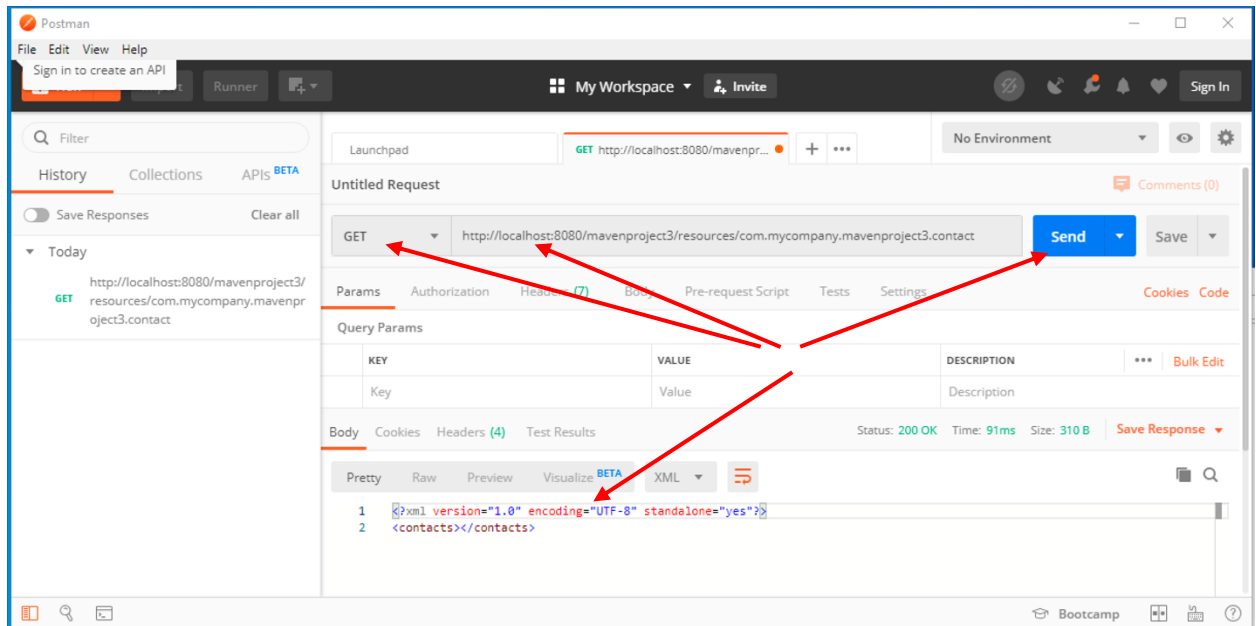 Postman
File Edit View Help
Sign in to create an API
Runner
My Workspace
Invite
Sign In
Filter
History Collections APIs BETA
Save Responses Clear all
Today
GET http://localhost:8080/mavenproject3/
resources/com.mycompany.mavenpr
oject3.contact
Launchpad
GET http://localhost:8080/mavenpr...
No Environment
Untitled Request
Comments (0)
GET http://localhost:8080/mavenproject3/resources/com.mycompany.mavenproject3.contact
Send Save
Params Authorization Headers (7) Body Pre-request Script Tests Settings Cookies Code
Query Params
KEY VALUE DESCRIPTION Bulk Edit
Key Value Description
Body Cookies Headers (4) Test Results Status: 200 OK Time: 91ms Size: 310 B Save Response
Pretty Raw Preview Visualize BETA XML
1 <?xml version="1.0" encoding="UTF-8" standalone="yes"?>
2 <contacts></contacts>
Bootcamp